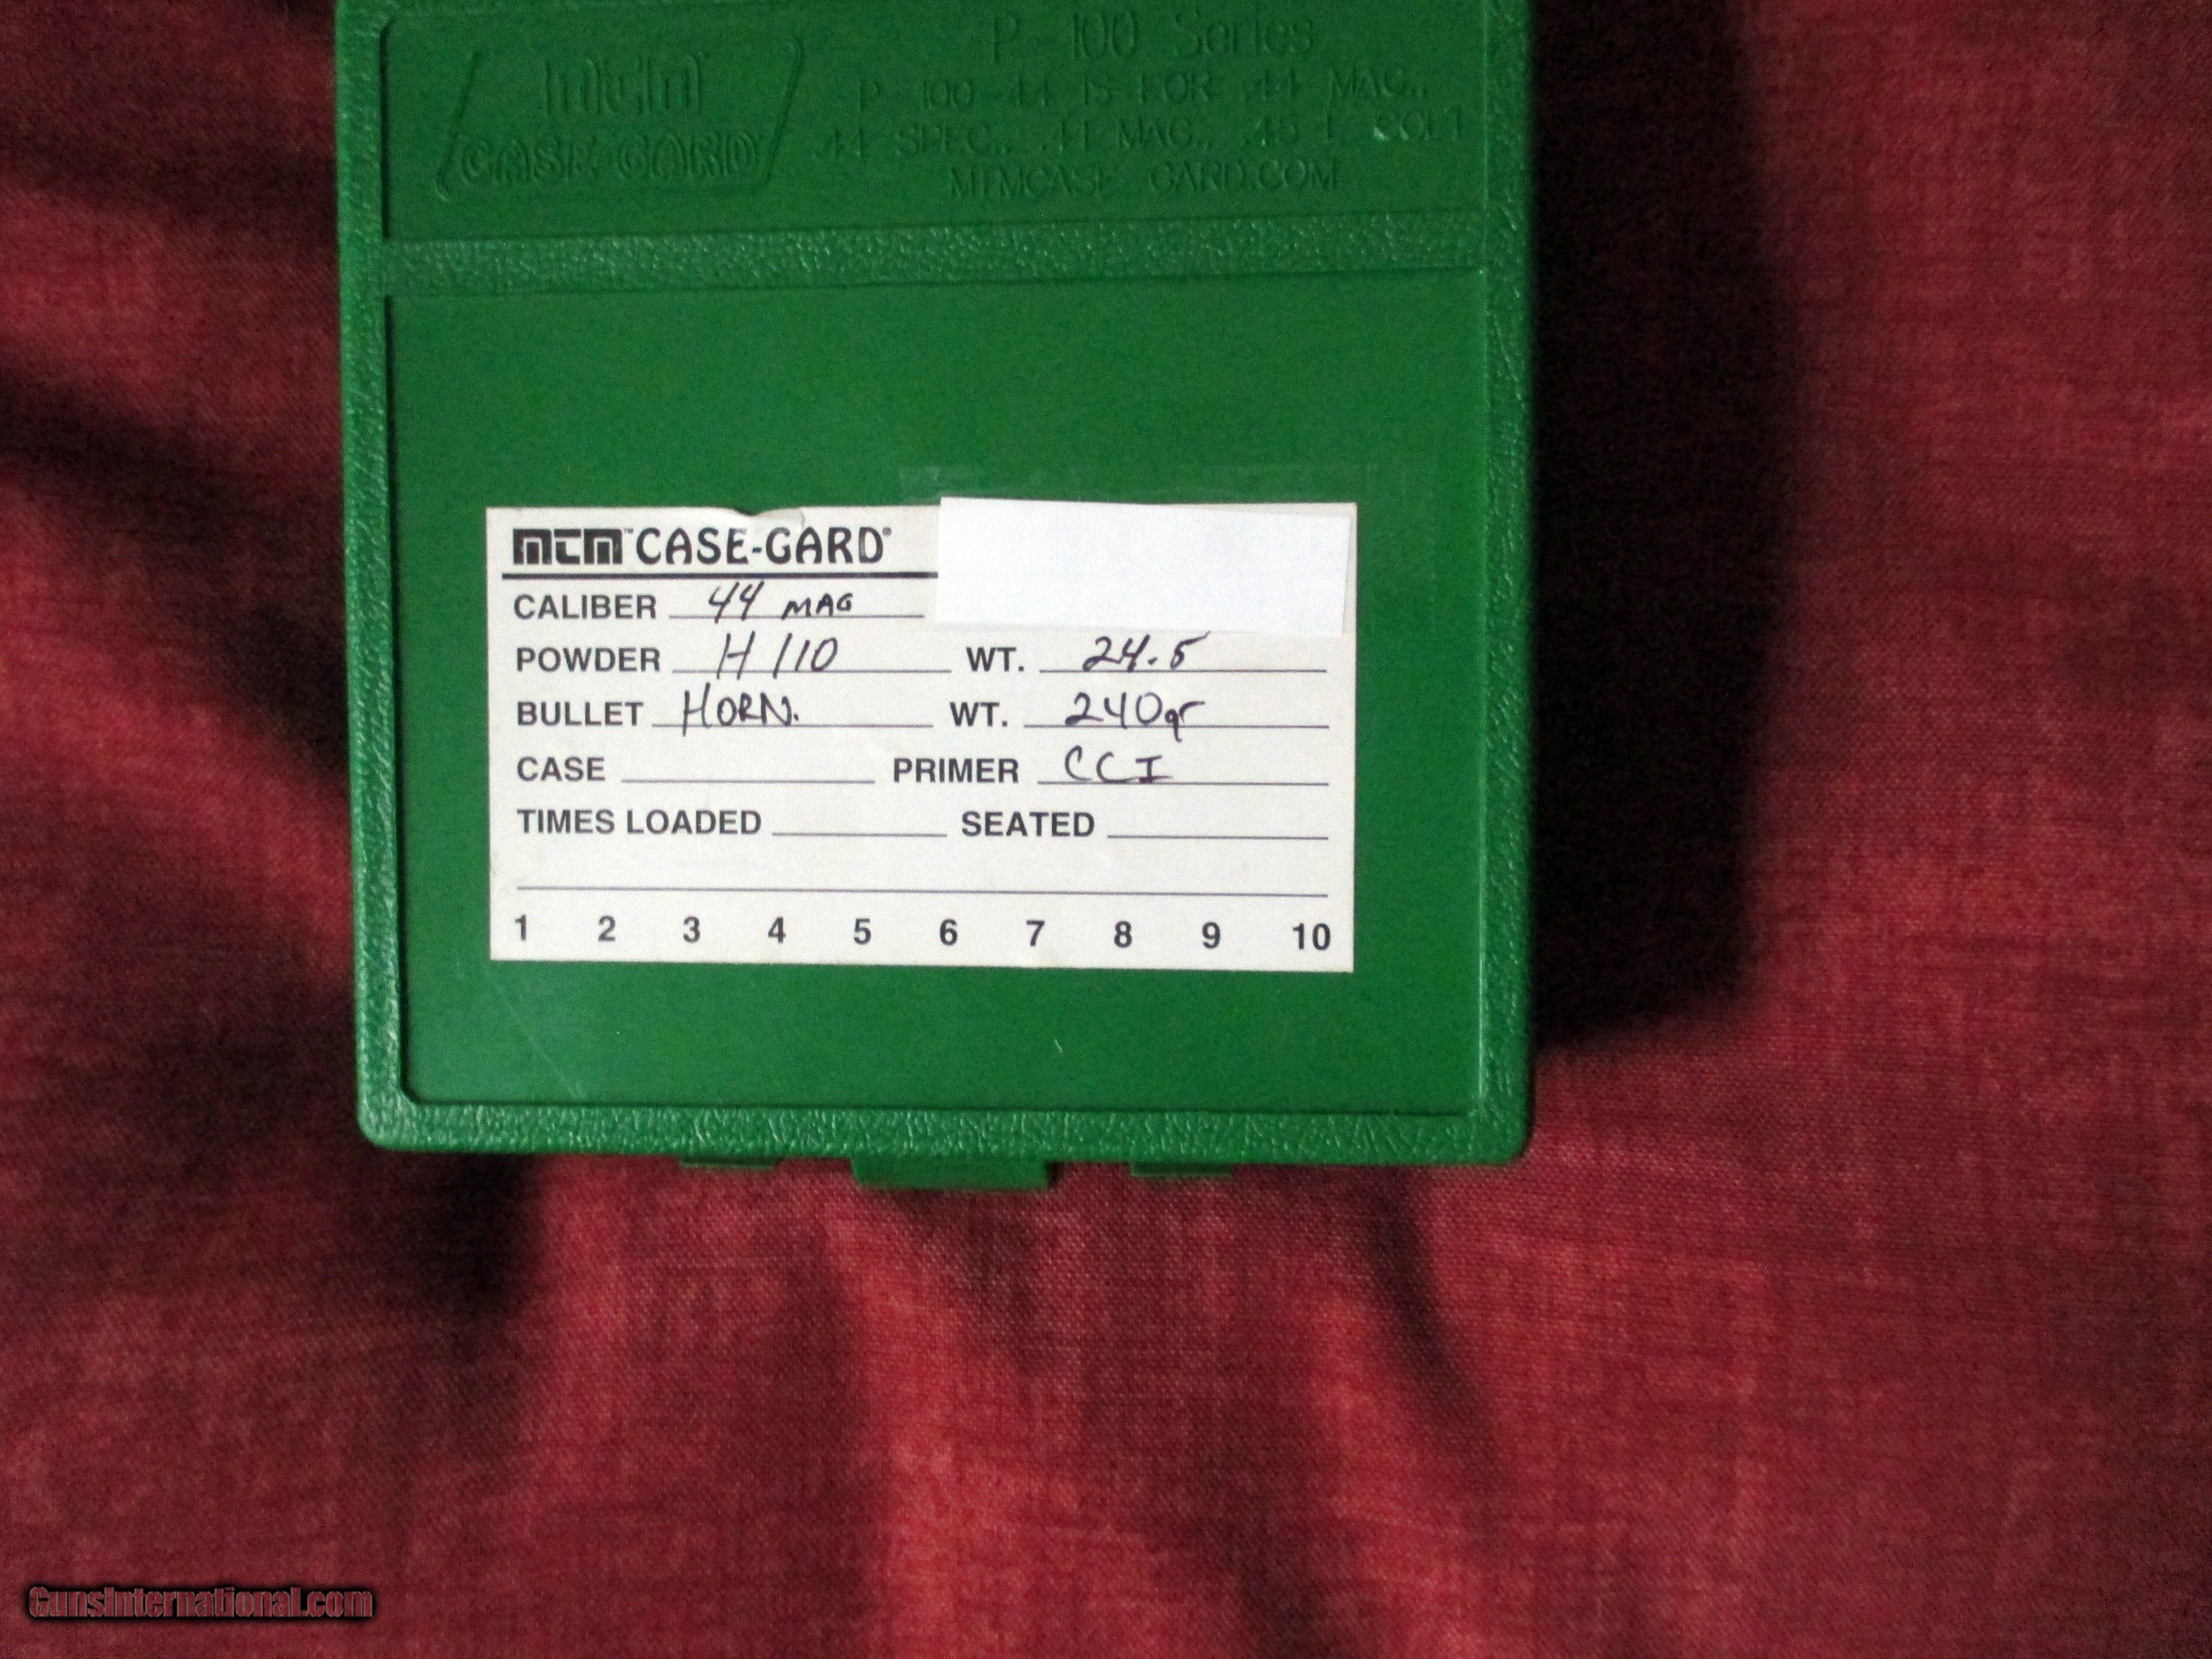 mtm
CASE-GARD
P-100 Series
P-100-44 IS FOR .44 MAG.,
.44 SPEC., .41 MAG., .45 L. COLT
MTMCASE-GARD.COM
MTM™ CASE-GARD®
CALIBER 44 MAG
POWDER H110 WT. 24.5
BULLET HORN. WT. 240gr
CASE PRIMER CCI
TIMES LOADED SEATED
1 2 3 4 5 6 7 8 9 10
GunsInternational.com